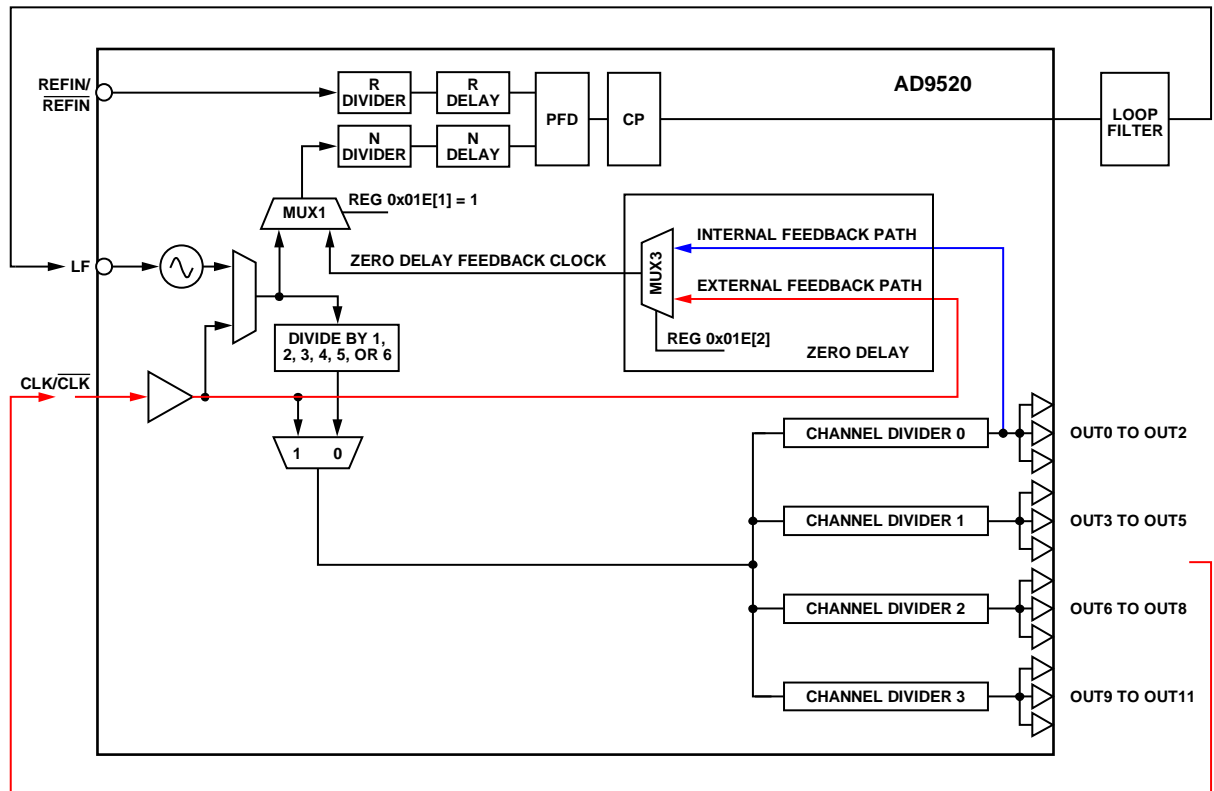 AD9520
REFIN/
REFIN
R
DIVIDER
R
DELAY
PFD
CP
LOOP
FILTER
N
DIVIDER
N
DELAY
REG 0x01E[1] = 1
MUX1
INTERNAL FEEDBACK PATH
ZERO DELAY FEEDBACK CLOCK
MUX3
LF
EXTERNAL FEEDBACK PATH
REG 0x01E[2]
ZERO DELAY
DIVIDE BY 1,
2, 3, 4, 5, OR 6
CLK/CLK
1 0
CHANNEL DIVIDER 0
OUT0 TO OUT2
CHANNEL DIVIDER 1
OUT3 TO OUT5
CHANNEL DIVIDER 2
OUT6 TO OUT8
CHANNEL DIVIDER 3
OUT9 TO OUT11